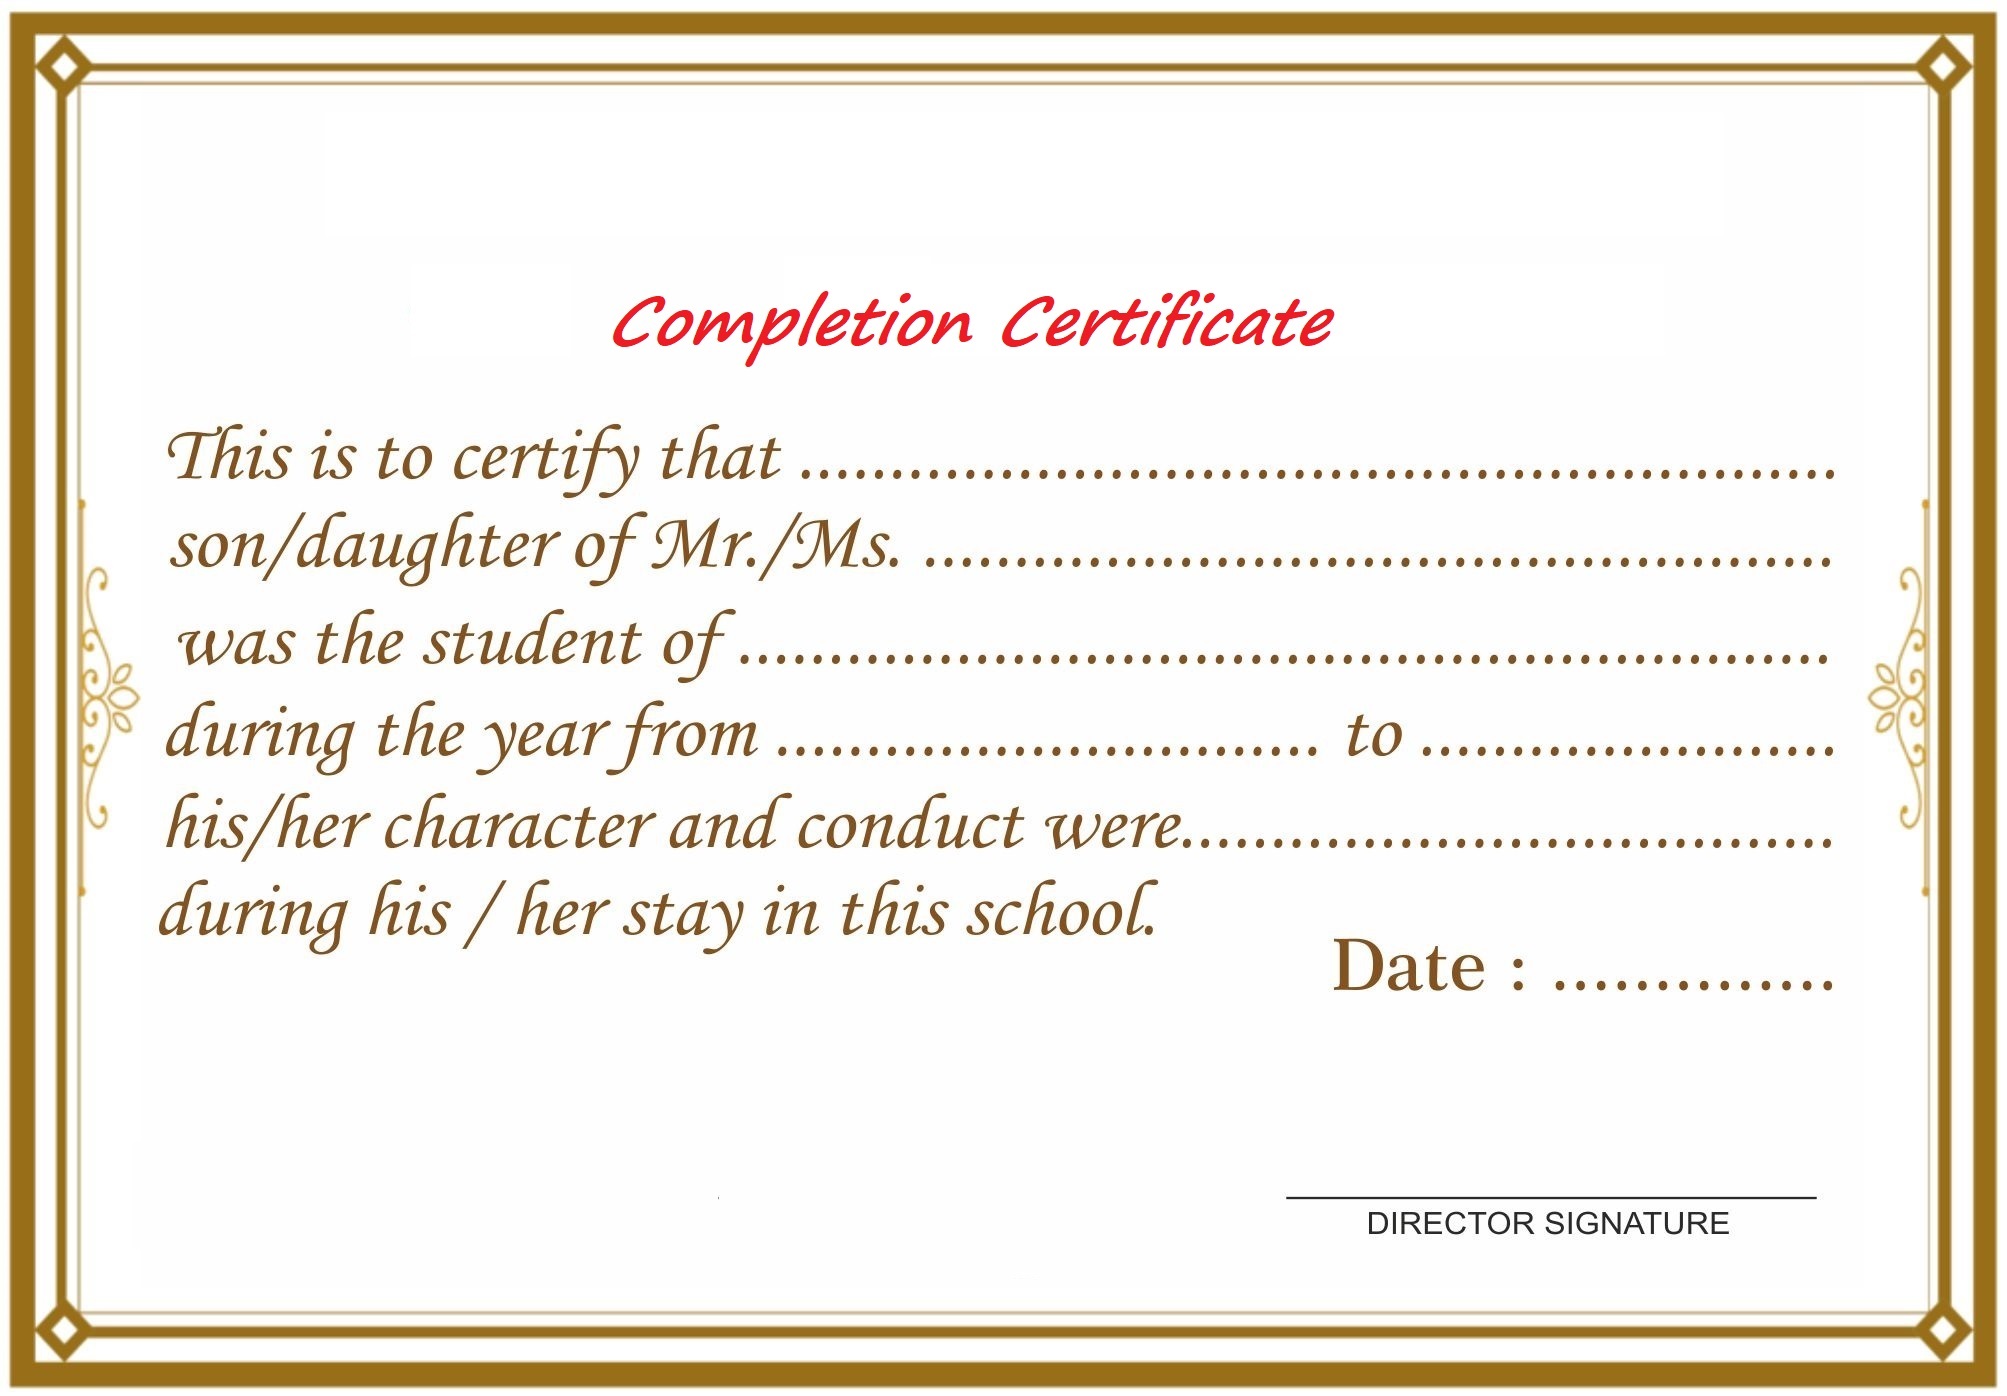 Completion Certificate
This is to certify that .........................................................
son/daughter of Mr./Ms. ..................................................
was the student of ............................................................
during the year from .............................. to .......................
his/her character and conduct were....................................
during his / her stay in this school.
Date : ..............
DIRECTOR SIGNATURE